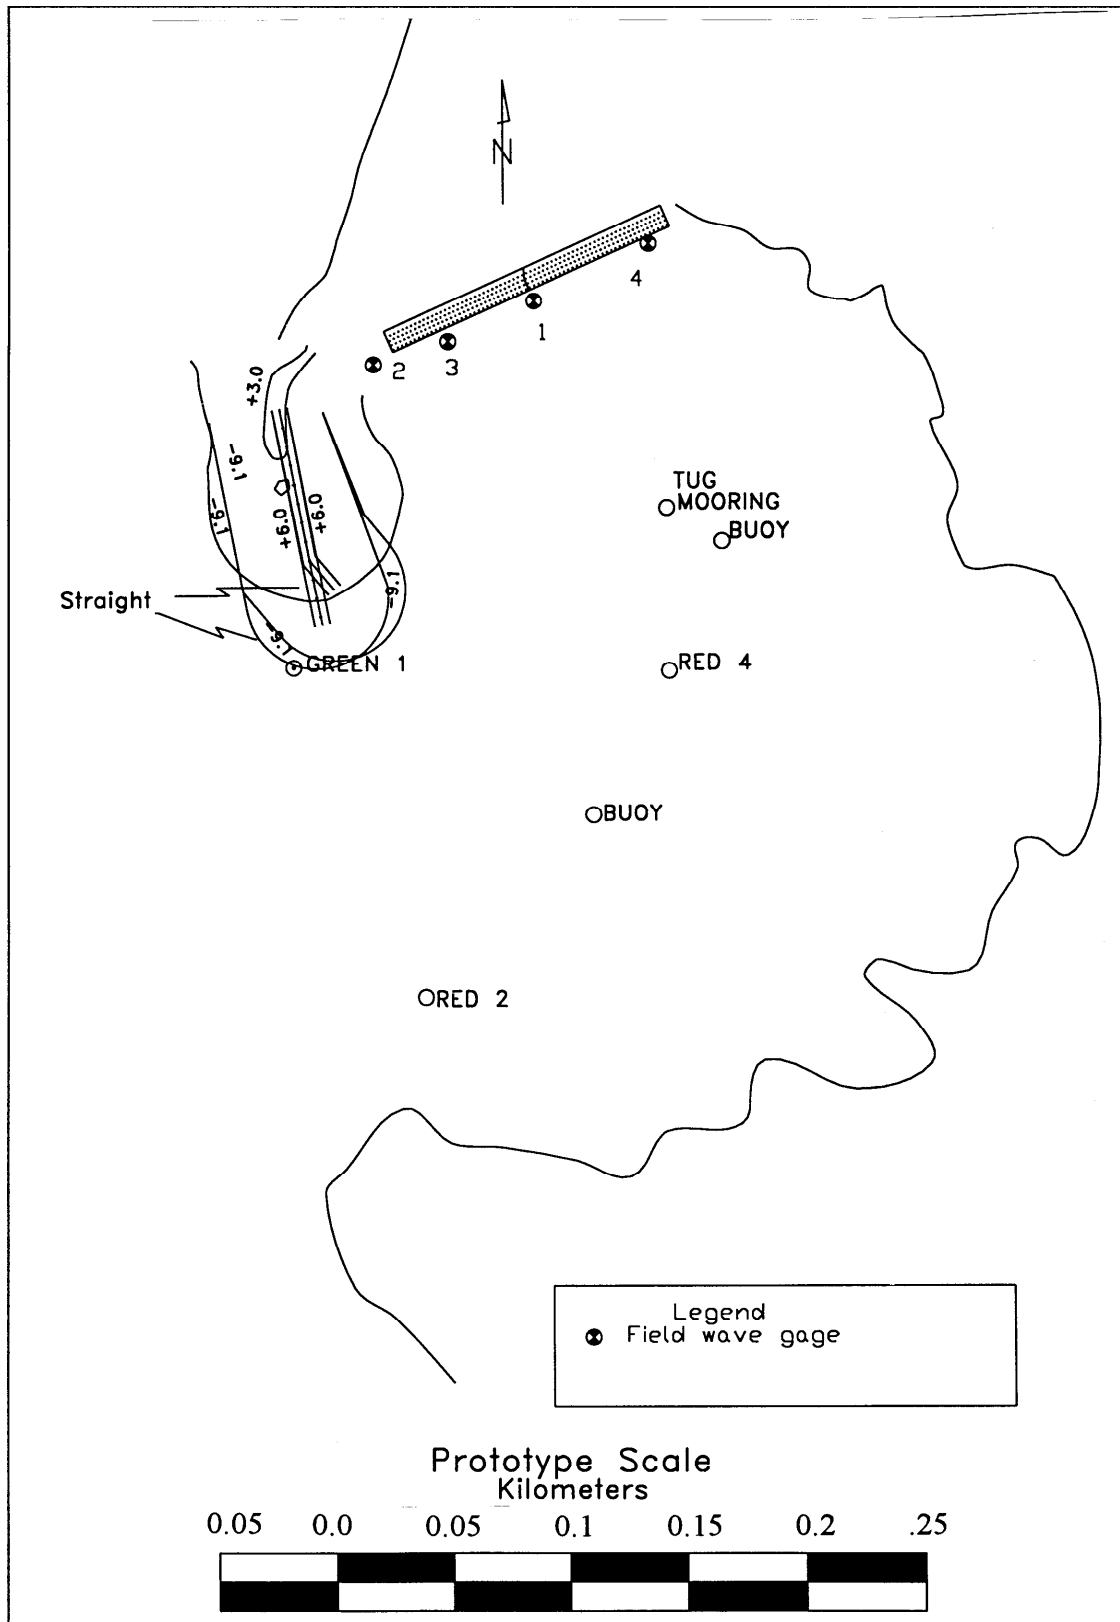 N
4
1
2
3
+3.0
-9.1
-9.1
+6.0
+6.0
TUG
MOORING
BUOY
-9.1
Straight
-9.1
GREEN 1
RED 4
BUOY
RED 2
Legend
Field wave gage
Prototype Scale
Kilometers
0.05 0.0 0.05 0.1 0.15 0.2 .25